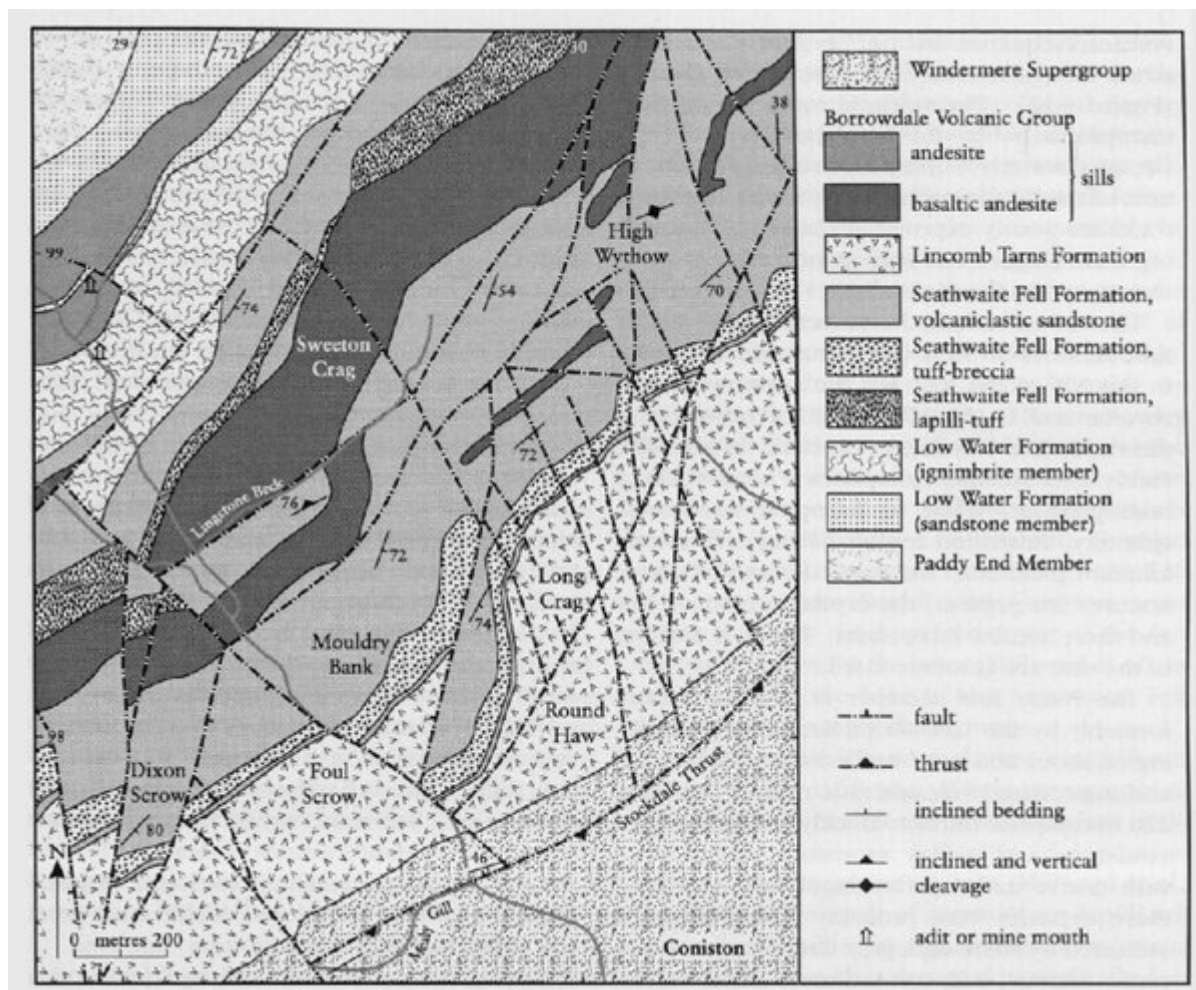 29
72
30
38
99
High
Wythow
54
70
74
Sweeton
Crag
72
Lingstone Beck
76
72
Long
Crag
74
Mouldry
Bank
Round
Haw
98
Dixon
Scrow
Foul
Scrow
Stockdale Thrust
80
N
46
Mealy Gill
0 metres 200
Coniston
Windermere Supergroup
Borrowdale Volcanic Group
andesite
basaltic andesite
sills
Lincomb Tarns Formation
Seathwaite Fell Formation,
volcaniclastic sandstone
Seathwaite Fell Formation,
tuff-breccia
Seathwaite Fell Formation,
lapilli-tuff
Low Water Formation
(ignimbrite member)
Low Water Formation
(sandstone member)
Paddy End Member
fault
thrust
inclined bedding
inclined and vertical
cleavage
adit or mine mouth